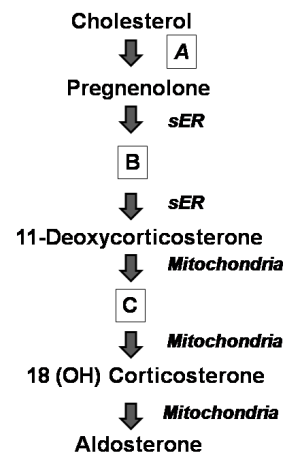 Cholesterol
A
Pregnenolone
sER
B
sER
11-Deoxycorticosterone
Mitochondria
C
Mitochondria
18 (OH) Corticosterone
Mitochondria
Aldosterone